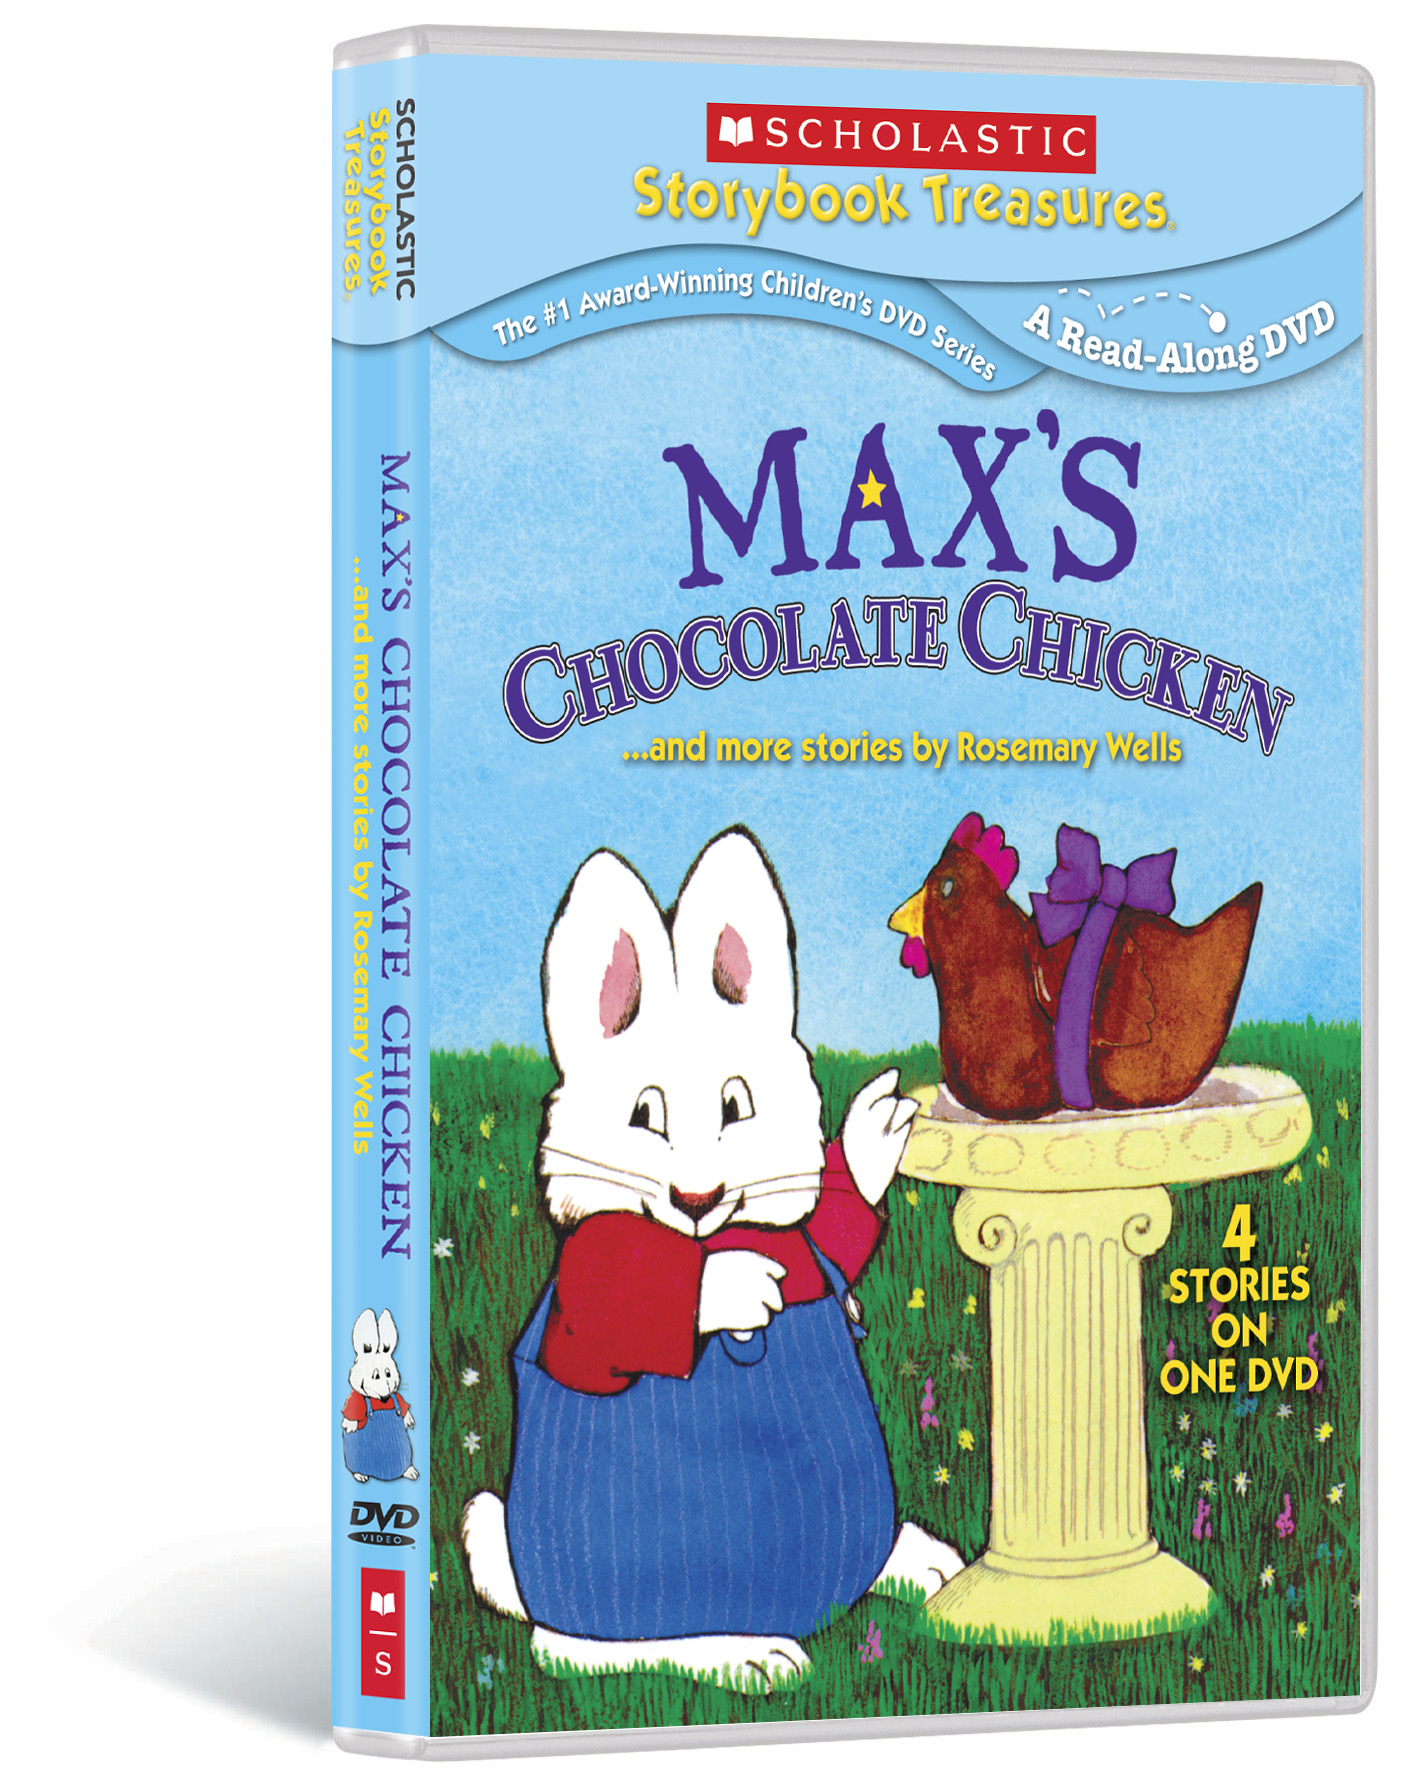 SCHOLASTIC
Storybook Treasures®
The #1 Award-Winning Children's DVD Series
A Read-Along DVD
MAX'S
CHOCOLATE CHICKEN
...and more stories by Rosemary Wells
4
STORIES
ON
ONE DVD
SCHOLASTIC
Storybook
Treasures®
MAX'S CHOCOLATE CHICKEN
...and more stories by Rosemary Wells
DVD
VIDEO
S